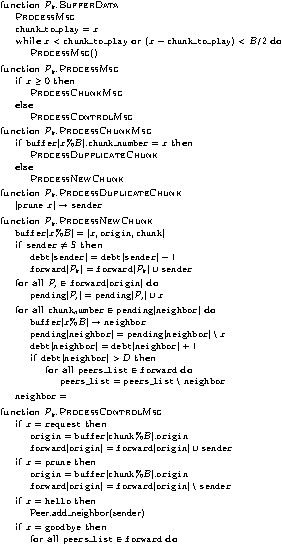 function P_k.BufferData
ProcessMsg
chunk_to_play = x
while x < chunk_to_play or (x − chunk_to_play) < B/2 do
ProcessMsg()
function P_k.ProcessMsg
if x ≥ 0 then
ProcessChunkMsg
else
ProcessControlMsg
function P_k.ProcessChunkMsg
if buffer[x%B].chunk_number = x then
ProcessDupplicateChunk
else
ProcessNewChunk
function P_k.ProcessDuplicateChunk
[prune x] → sender
function P_k.ProcessNewChunk
buffer[x%B] = [x, origin, chunk]
if sender ≠ S then
debt[sender] = debt[sender] − 1
forward[P_k] = forward[P_k] ∪ sender
for all P_r ∈ forward[origin] do
pending[P_r] = pending[P_r] ∪ x
for all chunk_number ∈ pending[neighbor] do
buffer[x%B] → neighbor
pending[neighbor] = pending[neighbor] \ x
debt[neighbor] = debt[neighbor] + 1
if debt[neighbor] > D then
for all peers_list ∈ forward do
peers_list = peers_list \ neighbor
neighbor =
function P_k.ProcessControlMsg
if x = request then
origin = buffer[chunk%B].origin
forward[origin] = forward[origin] ∪ sender
if x = prune then
origin = buffer[chunk%B].origin
forward[origin] = forward[origin] \ sender
if x = hello then
Peer.add_neighbor(sender)
if x = goodbye then
for all peers_list ∈ forward do